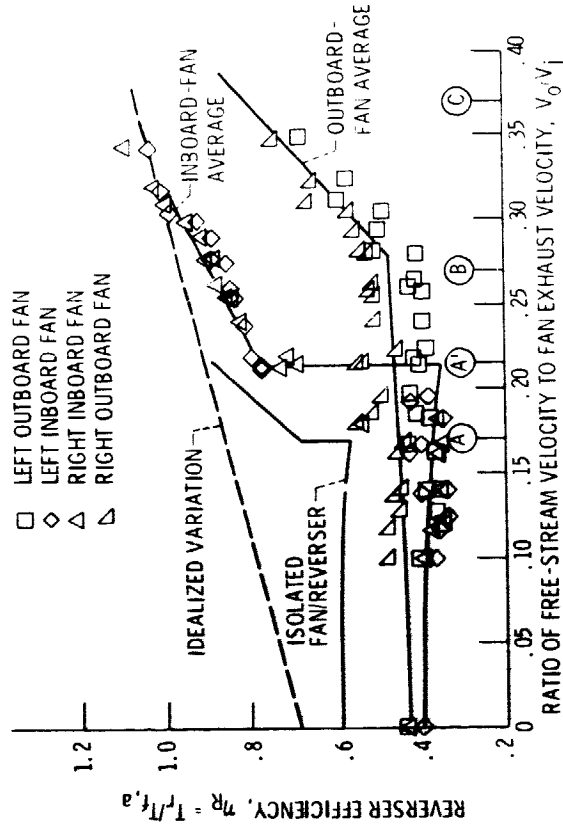 □ LEFT OUTBOARD FAN
◇ LEFT INBOARD FAN
△ RIGHT INBOARD FAN
◺ RIGHT OUTBOARD FAN
1.2
1.0
.8
.6
.4
.2
REVERSER EFFICIENCY, ηR = Tr/Tf,a
IDEALIZED VARIATION
ISOLATED
FAN/REVERSER
INBOARD-FAN
AVERAGE
OUTBOARD-
FAN AVERAGE
A
A'
B
C
0
.05
.10
.15
.20
.25
.30
.35
.40
RATIO OF FREE-STREAM VELOCITY TO FAN EXHAUST VELOCITY, Vo/Vj